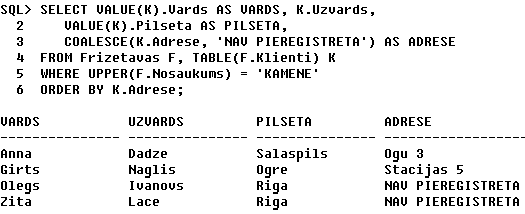 SQL> SELECT VALUE(K).Vards AS VARDS, K.Uzvards,
  2      VALUE(K).Pilseta AS PILSETA,
  3      COALESCE(K.Adrese, 'NAV PIEREGISTRETA') AS ADRESE
  4  FROM Frizetavas F, TABLE(F.Klienti) K
  5  WHERE UPPER(F.Nosaukums) = 'KAMENE'
  6  ORDER BY K.Adrese;
VARDS           UZVARDS         PILSETA         ADRESE
--------------- --------------- --------------- -----------------
Anna            Dadze           Salaspils       Ogu 3
Girts           Naglis          Ogre            Stacijas 5
Olegs           Ivanovs         Riga            NAV PIEREGISTRETA
Zita            Lace            Riga            NAV PIEREGISTRETA